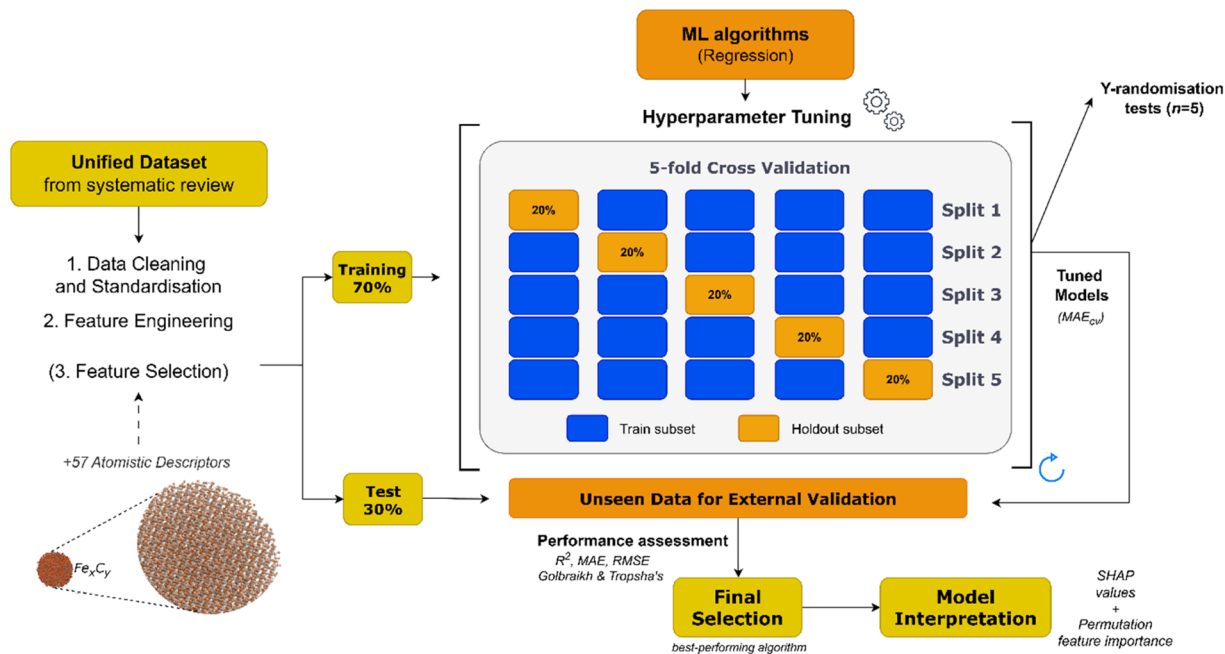 ML algorithms
(Regression)
Hyperparameter Tuning
Y-randomisation
tests (n=5)
Unified Dataset
from systematic review
1. Data Cleaning
and Standardisation
2. Feature Engineering
(3. Feature Selection)
+57 Atomistic Descriptors
FexCy
Training
70%
Test
30%
5-fold Cross Validation
20%
Split 1
20%
Split 2
20%
Split 3
20%
Split 4
20%
Split 5
Train subset
Holdout subset
Tuned
Models
(MAEcv)
Unseen Data for External Validation
Performance assessment
R², MAE, RMSE
Golbraikh & Tropsha's
Final
Selection
best-performing algorithm
Model
Interpretation
SHAP
values
+
Permutation
feature importance